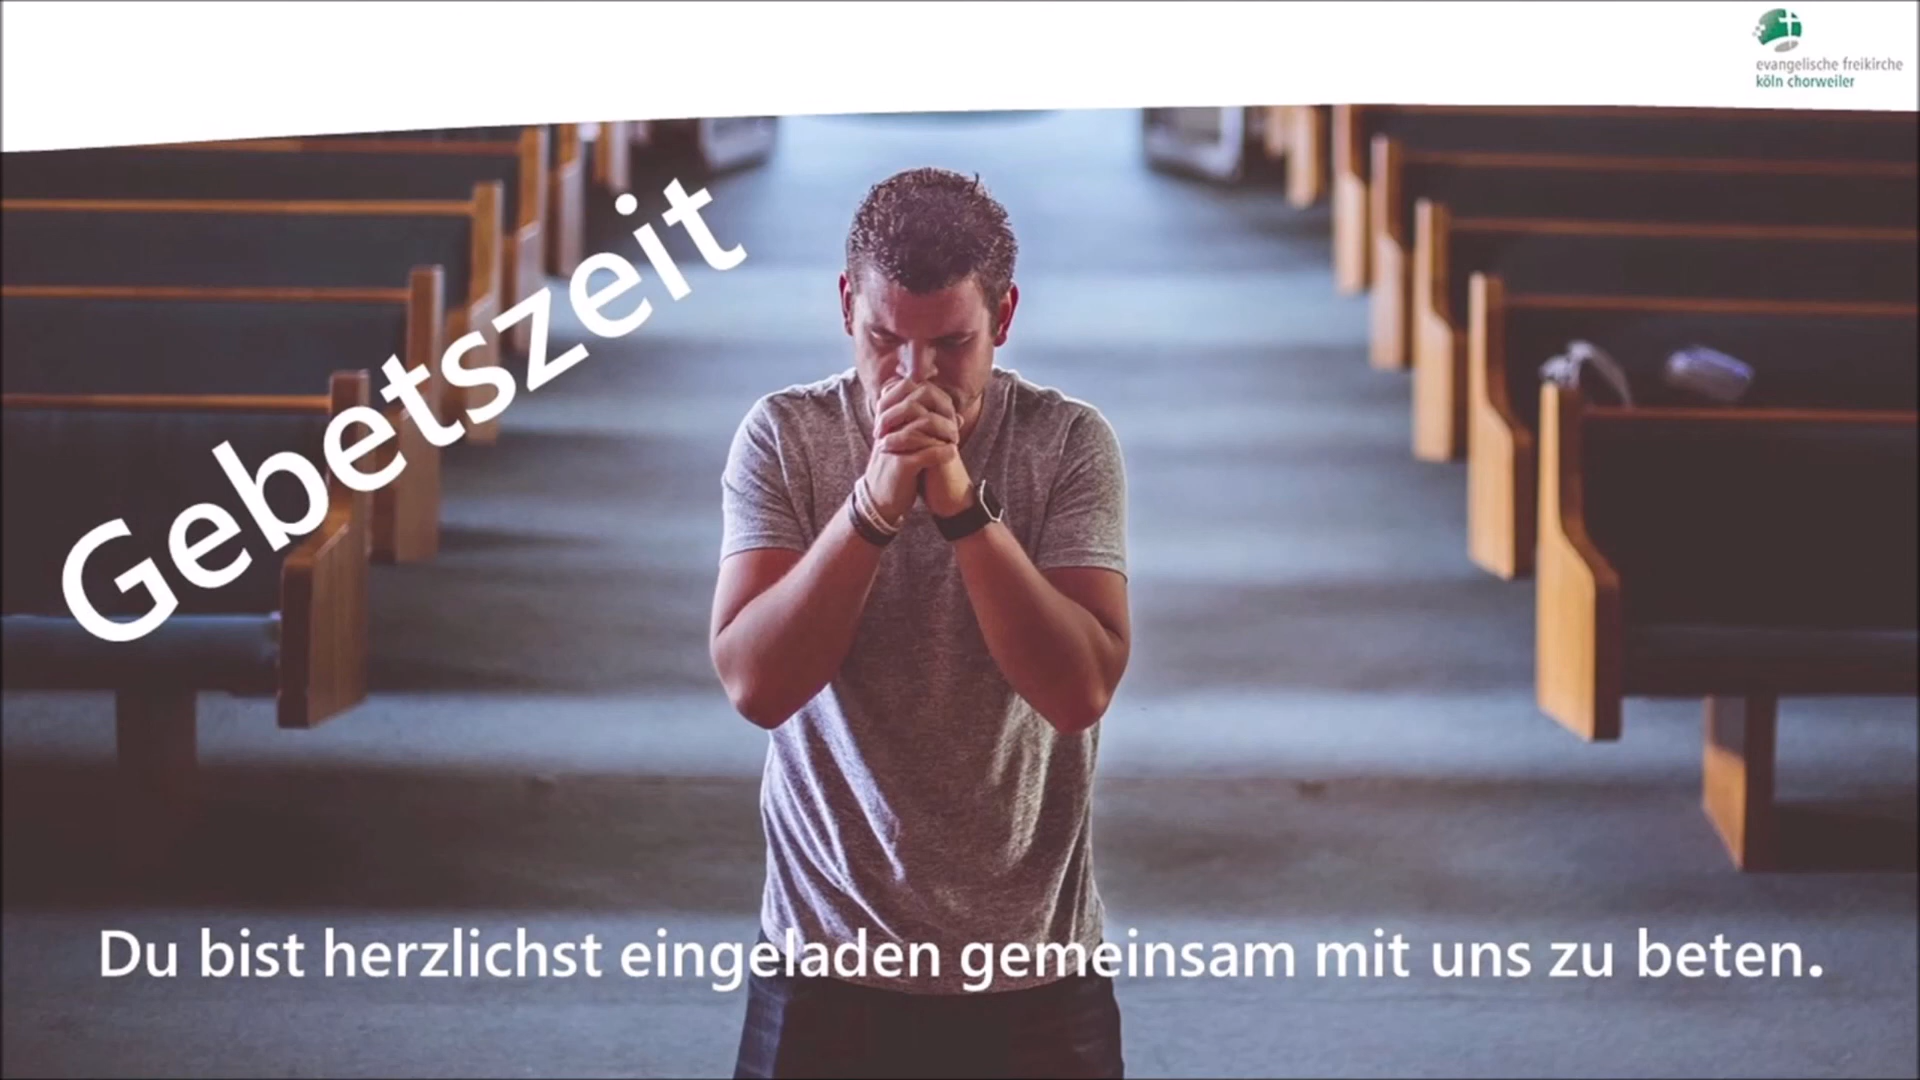 evangelische freikirche
köln chorweiler
Gebetszeit
Du bist herzlichst eingeladen gemeinsam mit uns zu beten.